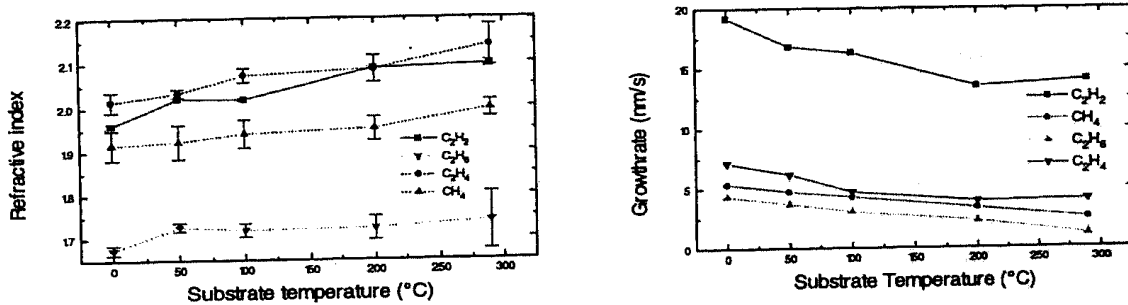 Refractive index
2.2
2.1
2.0
1.9
1.8
1.7
0 50 100 150 200 250 300
Substrate temperature (°C)
C₂H₂
C₂H₆
C₂H₄
CH₄
Growthrate (nm/s)
20
15
10
5
0
0 50 100 150 200 250 300
Substrate Temperature (°C)
C₂H₂
CH₄
C₂H₆
C₂H₄